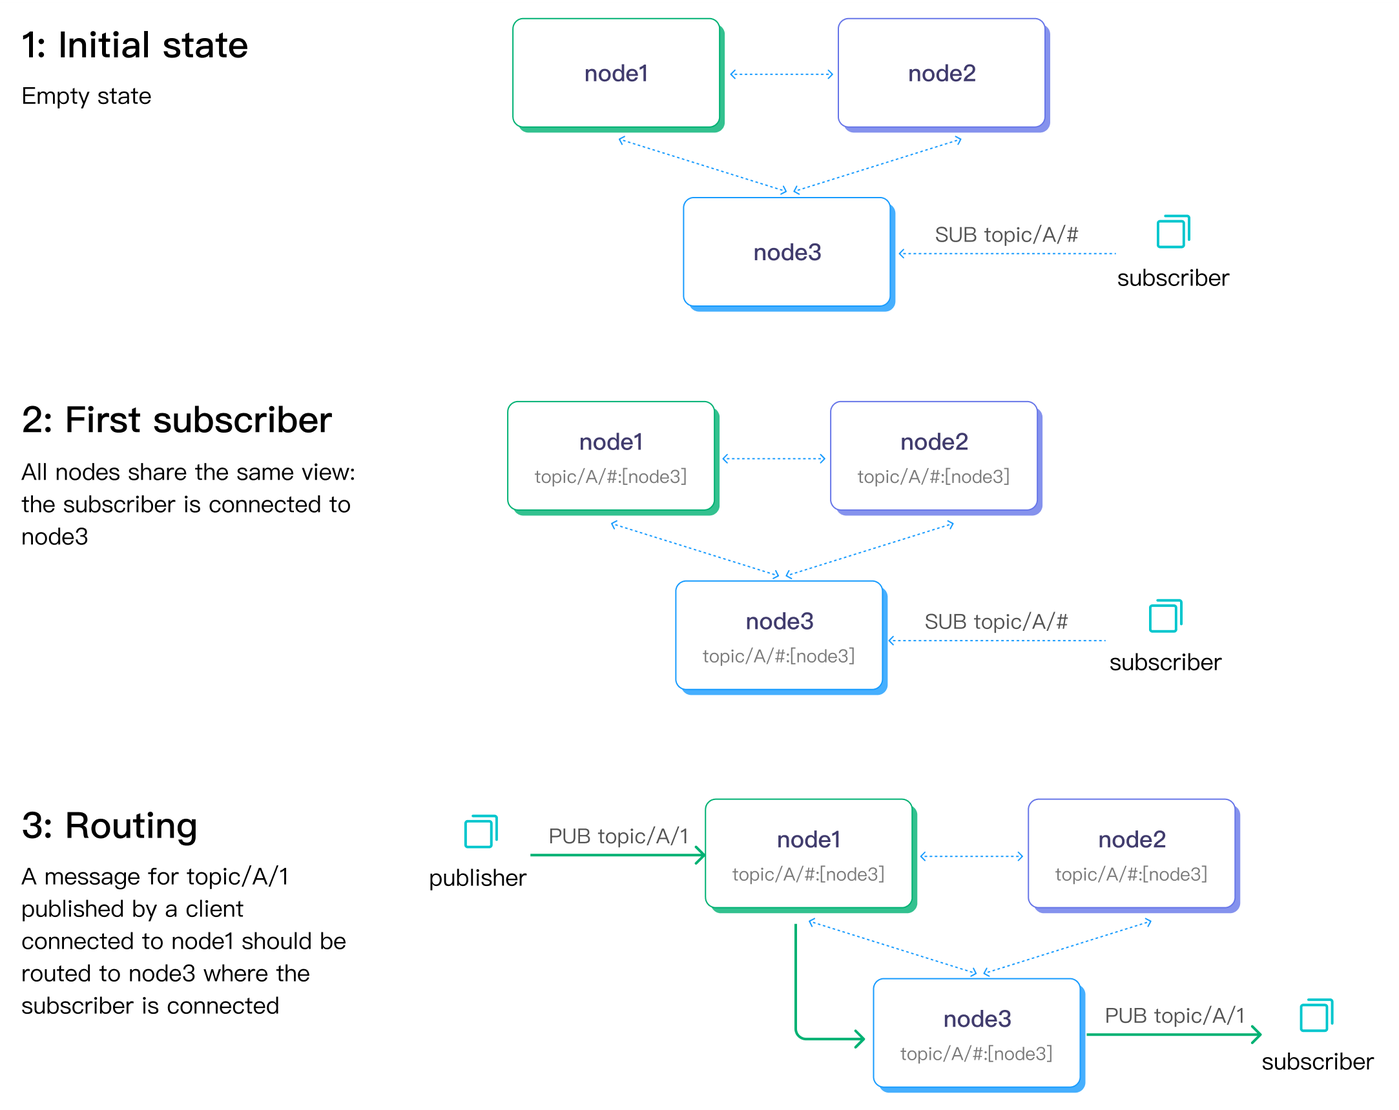 1: Initial state
Empty state
node1
node2
node3
SUB topic/A/#
subscriber
2: First subscriber
All nodes share the same view:
the subscriber is connected to
node3
node1
topic/A/#:[node3]
node2
topic/A/#:[node3]
node3
topic/A/#:[node3]
SUB topic/A/#
subscriber
3: Routing
A message for topic/A/1
published by a client
connected to node1 should be
routed to node3 where the
subscriber is connected
publisher
PUB topic/A/1
node1
topic/A/#:[node3]
node2
topic/A/#:[node3]
node3
topic/A/#:[node3]
PUB topic/A/1
subscriber